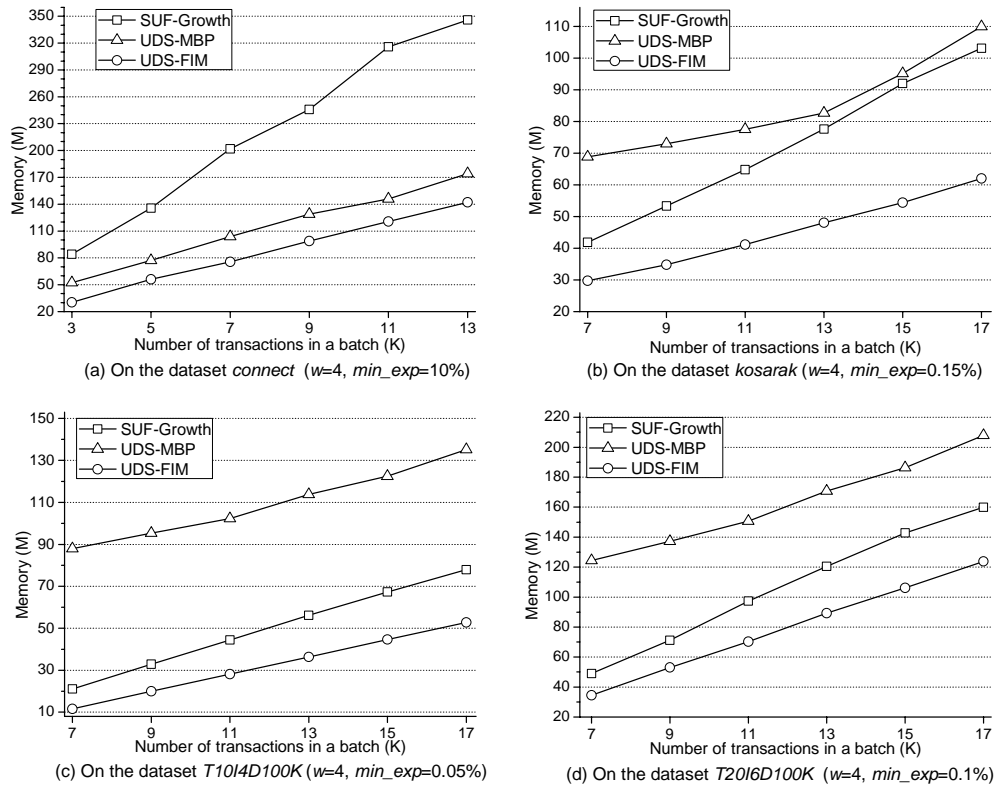 350
320
290
260
230
200
170
140
110
80
50
20
Memory (M)
SUF-Growth
UDS-MBP
UDS-FIM
3 5 7 9 11 13
Number of transactions in a batch (K)
(a) On the dataset connect (w=4, min_exp=10%)
110
100
90
80
70
60
50
40
30
20
Memory (M)
SUF-Growth
UDS-MBP
UDS-FIM
7 9 11 13 15 17
Number of transactions in a batch (K)
(b) On the dataset kosarak (w=4, min_exp=0.15%)
150
130
110
90
70
50
30
10
Memory (M)
SUF-Growth
UDS-MBP
UDS-FIM
7 9 11 13 15 17
Number of transactions in a batch (K)
(c) On the dataset T10I4D100K (w=4, min_exp=0.05%)
220
200
180
160
140
120
100
80
60
40
20
Memory (M)
SUF-Growth
UDS-MBP
UDS-FIM
7 9 11 13 15 17
Number of transactions in a batch (K)
(d) On the dataset T20I6D100K (w=4, min_exp=0.1%)